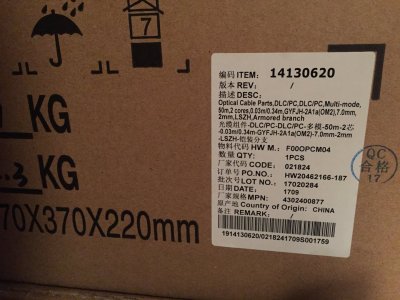 7
KG
.3 KG
70X370X220mm
编码 ITEM: 14130620
版本 REV: /
描述 DESC:
Optical Cable Parts,DLC/PC,DLC/PC,Multi-mode,
50m,2 cores,0.03m/0.34m,GYFJH-2A1a(OM2),7.0mm,
2mm,LSZH,Armored branch
光缆组件-DLC/PC-DLC/PC-多模-50m-2芯
-0.03m/0.34m-GYFJH-2A1a(OM2)-7.0mm-2mm
-LSZH-铠装分支
物料代码 HW M.: F00OPCM04
数量 QTY: 1PCS
厂家代码 CODE: 021824
订单号 PO.NO.: HW20462166-187
批次号 LOT NO: 17020284
日期 DATE: 1709
厂家规格 MPN: 4302400877
原产地 Country of Origin: CHINA
备注 REMARK: /
1914130620/0218241709S001759
QC
合格
17